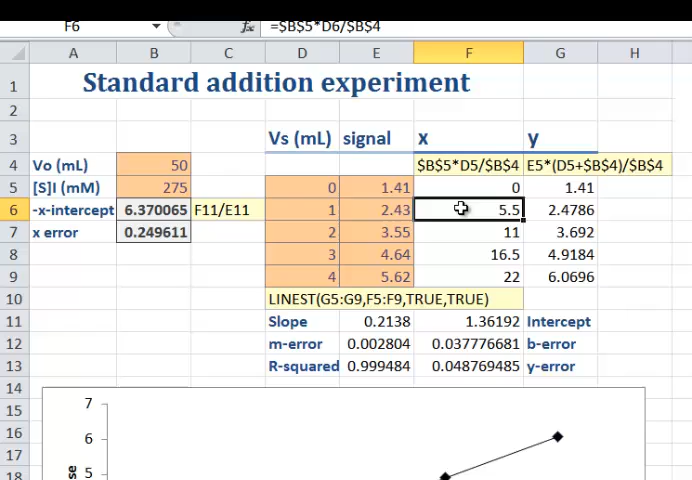 F6 fx =$B$5*D6/$B$4
A B C D E F G H
1 Standard addition experiment
2
3 Vs (mL) signal x y
4 Vo (mL) 50 $B$5*D5/$B$4 E5*(D5+$B$4)/$B$4
5 [S]I (mM) 275 0 1.41 0 1.41
6 -x-intercept 6.370065 F11/E11 1 2.43 5.5 2.4786
7 x error 0.249611 2 3.55 11 3.692
8 3 4.64 16.5 4.9184
9 4 5.62 22 6.0696
10 LINEST(G5:G9,F5:F9,TRUE,TRUE)
11 Slope 0.2138 1.36192 Intercept
12 m-error 0.002804 0.037776681 b-error
13 R-squared 0.999484 0.048769485 y-error
14
15 7
16 6
17
18 se 5